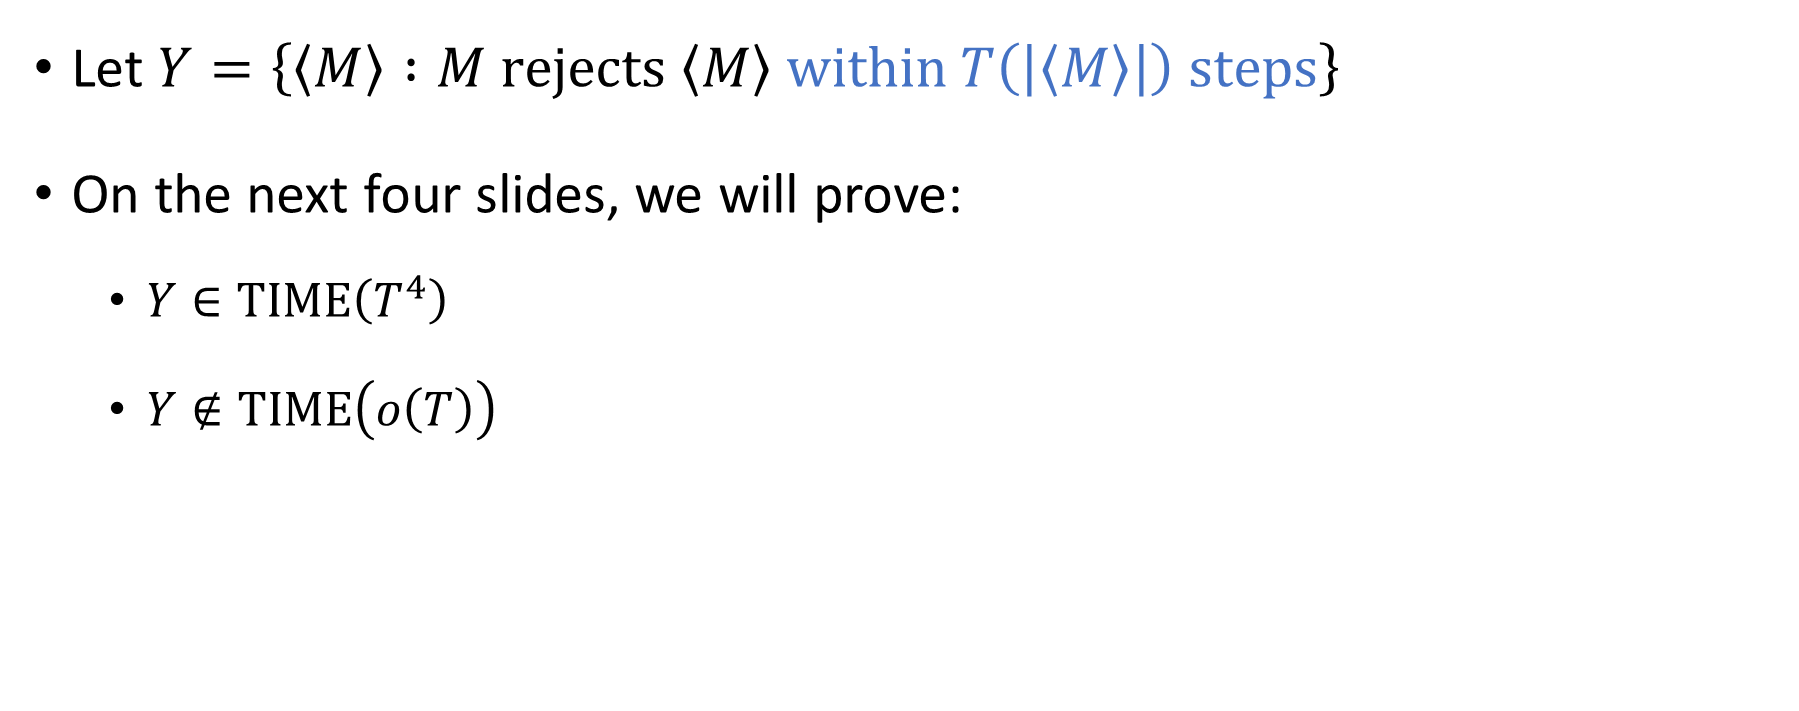 • Let 𝑌 = {⟨𝑀⟩ : 𝑀 rejects ⟨𝑀⟩ within 𝑇(|⟨𝑀⟩|) steps}
• On the next four slides, we will prove:
• 𝑌 ∈ TIME(𝑇⁴)
• 𝑌 ∉ TIME(𝑜(𝑇))